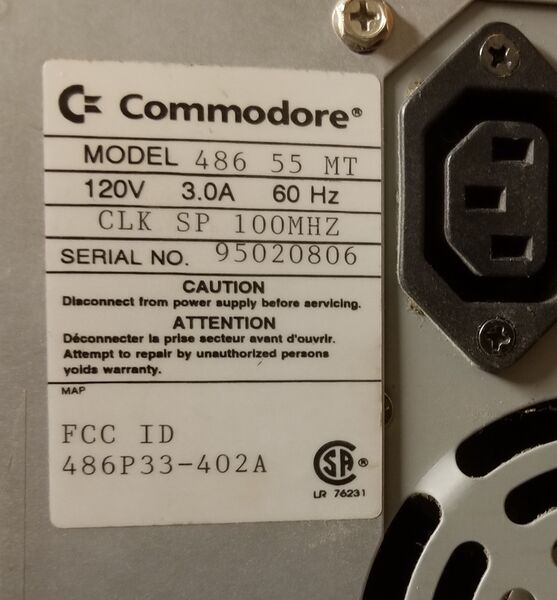 Commodore®
MODEL 486 55 MT
120V 3.0A 60 Hz
CLK SP 100MHZ
SERIAL NO. 95020806
CAUTION
Disconnect from power supply before servicing.
ATTENTION
Déconnecter la prise secteur avant d'ouvrir.
Attempt to repair by unauthorized persons
voids warranty.
MAP
FCC ID
486P33-402A
SA ®
LR 76231